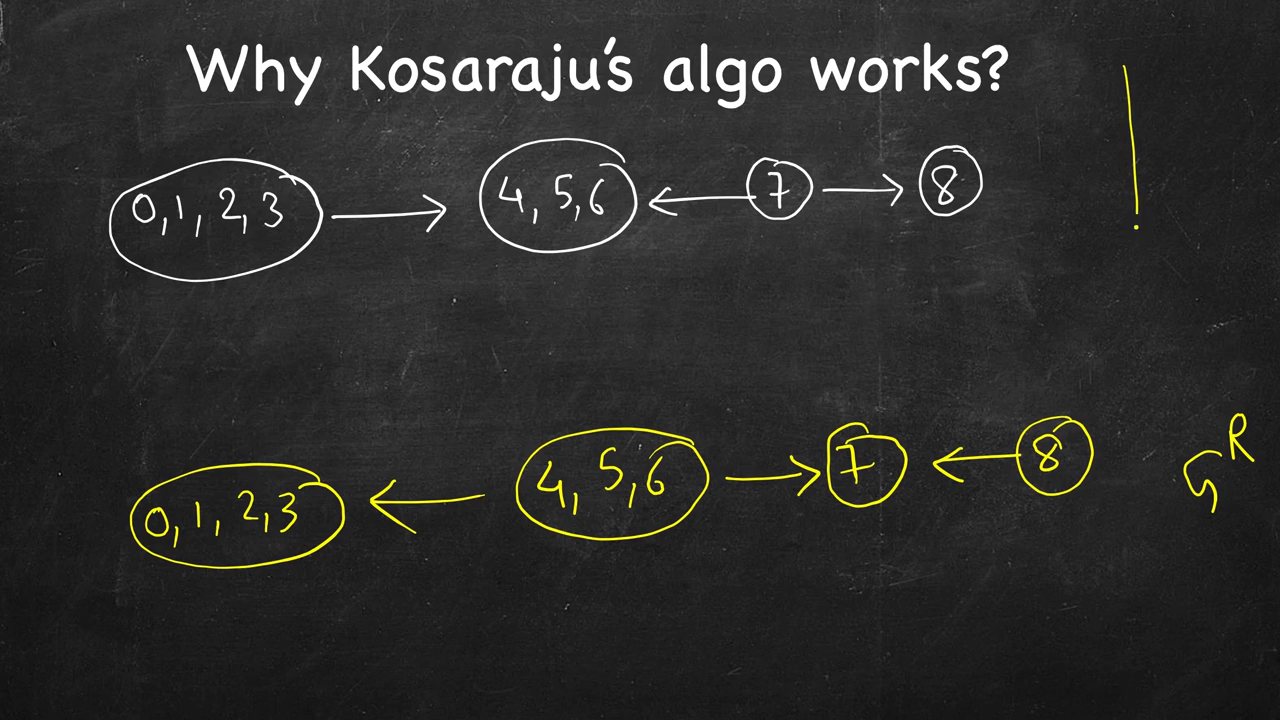 Why Kosaraju's algo works?
0,1, 2, 3 4, 5,6 7 8
0, 1, 2,3 4, 5,6 7 8 G^R